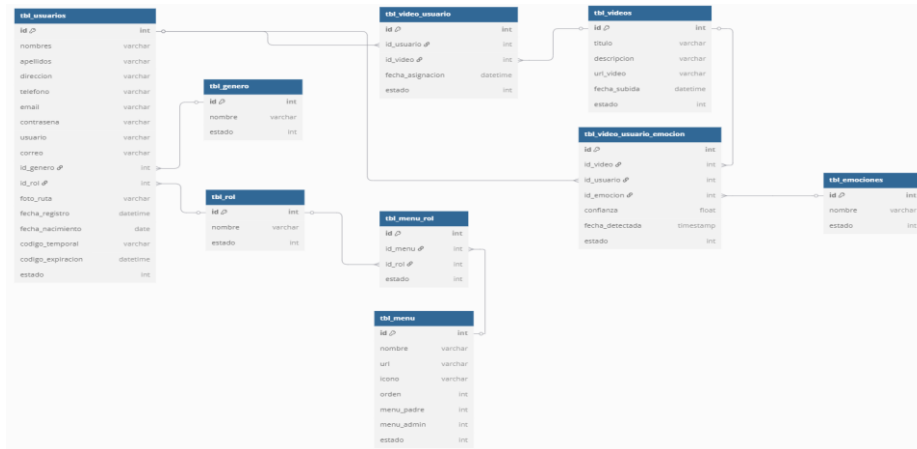 tbl_usuarios
id int
nombres varchar
apellidos varchar
direccion varchar
telefono varchar
email varchar
contrasena varchar
usuario varchar
correo varchar
id_genero int
id_rol int
foto_ruta varchar
fecha_registro datetime
fecha_nacimiento date
codigo_temporal varchar
codigo_expiracion datetime
estado int
tbl_genero
id int
nombre varchar
estado int
tbl_rol
id int
nombre varchar
estado int
tbl_video_usuario
id int
id_usuario int
id_video int
fecha_asignacion datetime
estado int
tbl_menu_rol
id int
id_menu int
id_rol int
estado int
tbl_menu
id int
nombre varchar
url varchar
icono varchar
orden int
menu_padre int
menu_admin int
estado int
tbl_videos
id int
titulo varchar
descripcion varchar
url_video varchar
fecha_subida datetime
estado int
tbl_video_usuario_emocion
id int
id_video int
id_usuario int
id_emocion int
confianza float
fecha_detectada timestamp
estado int
tbl_emociones
id int
nombre varchar
estado int